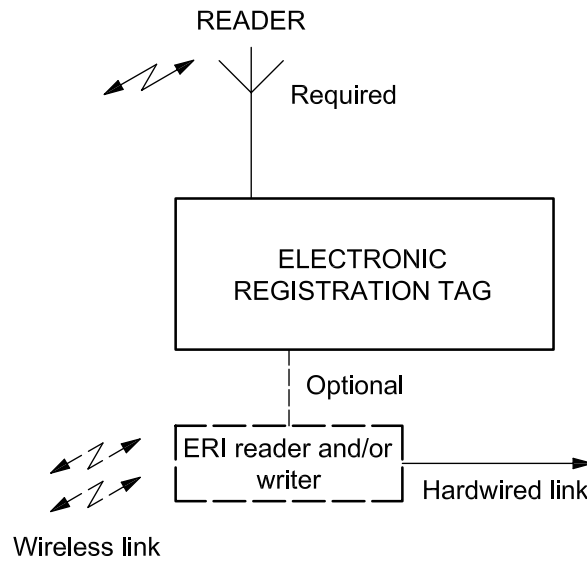 READER
Required
ELECTRONIC
REGISTRATION TAG
Optional
ERI reader and/or
writer
Hardwired link
Wireless link